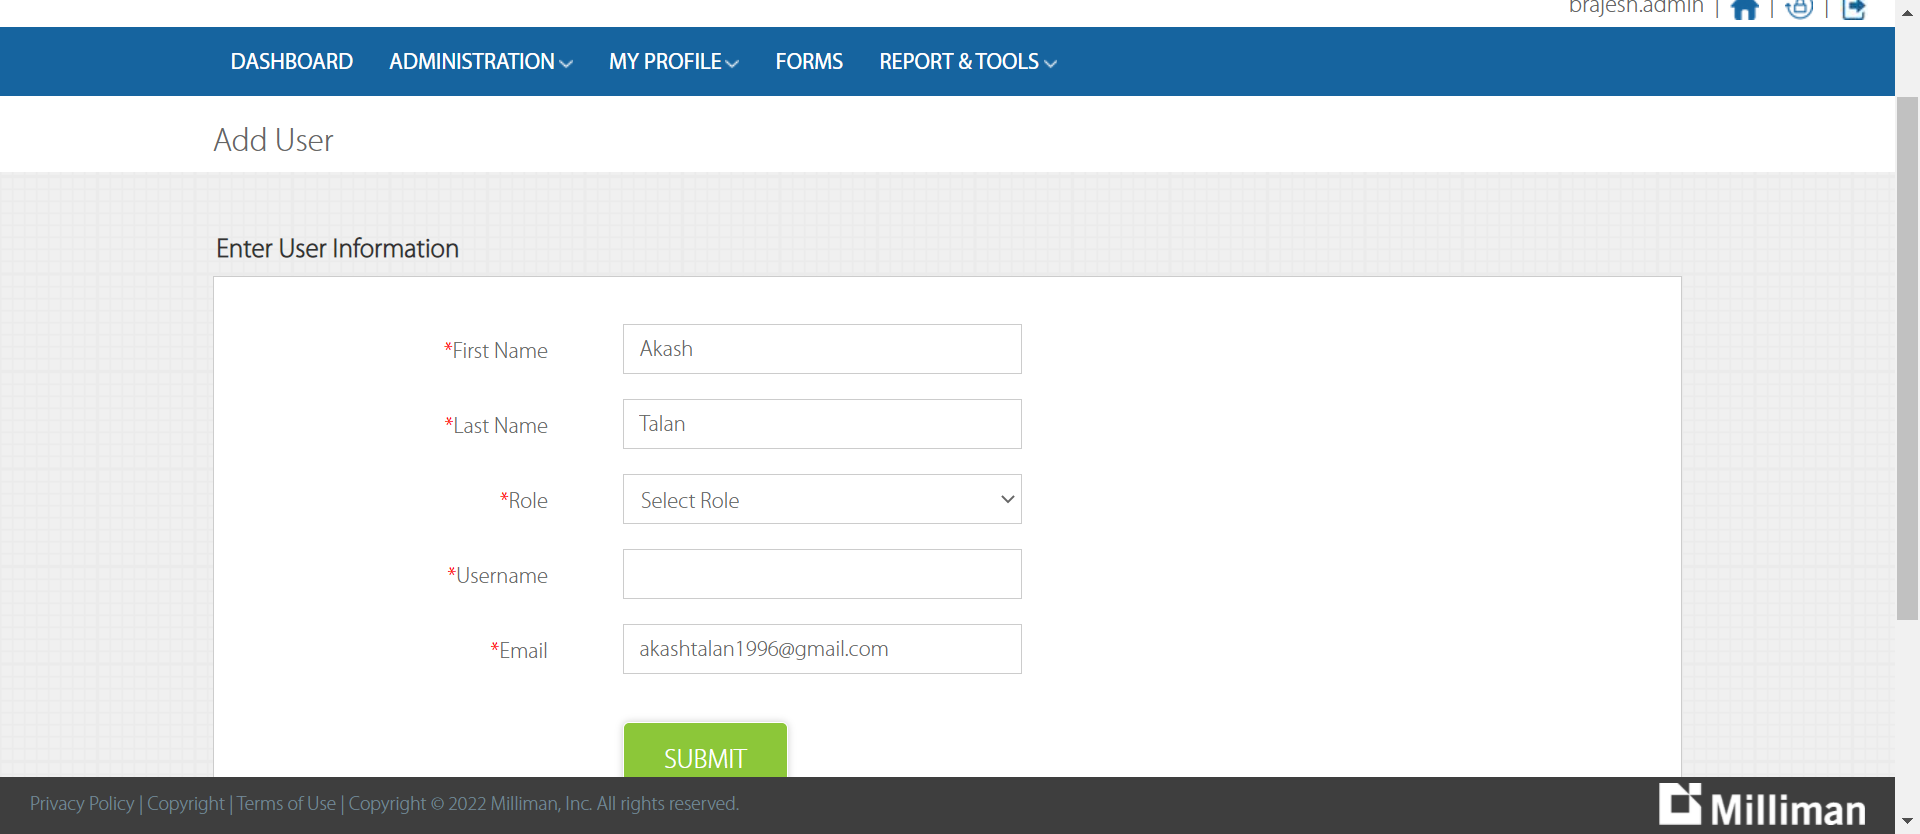 brajesh.admin | | |
DASHBOARD ADMINISTRATION MY PROFILE FORMS REPORT & TOOLS
Add User
Enter User Information
*First Name Akash
*Last Name Talan
*Role Select Role
*Username
*Email akashtalan1996@gmail.com
SUBMIT
Privacy Policy | Copyright | Terms of Use | Copyright © 2022 Milliman, Inc. All rights reserved.
Milliman